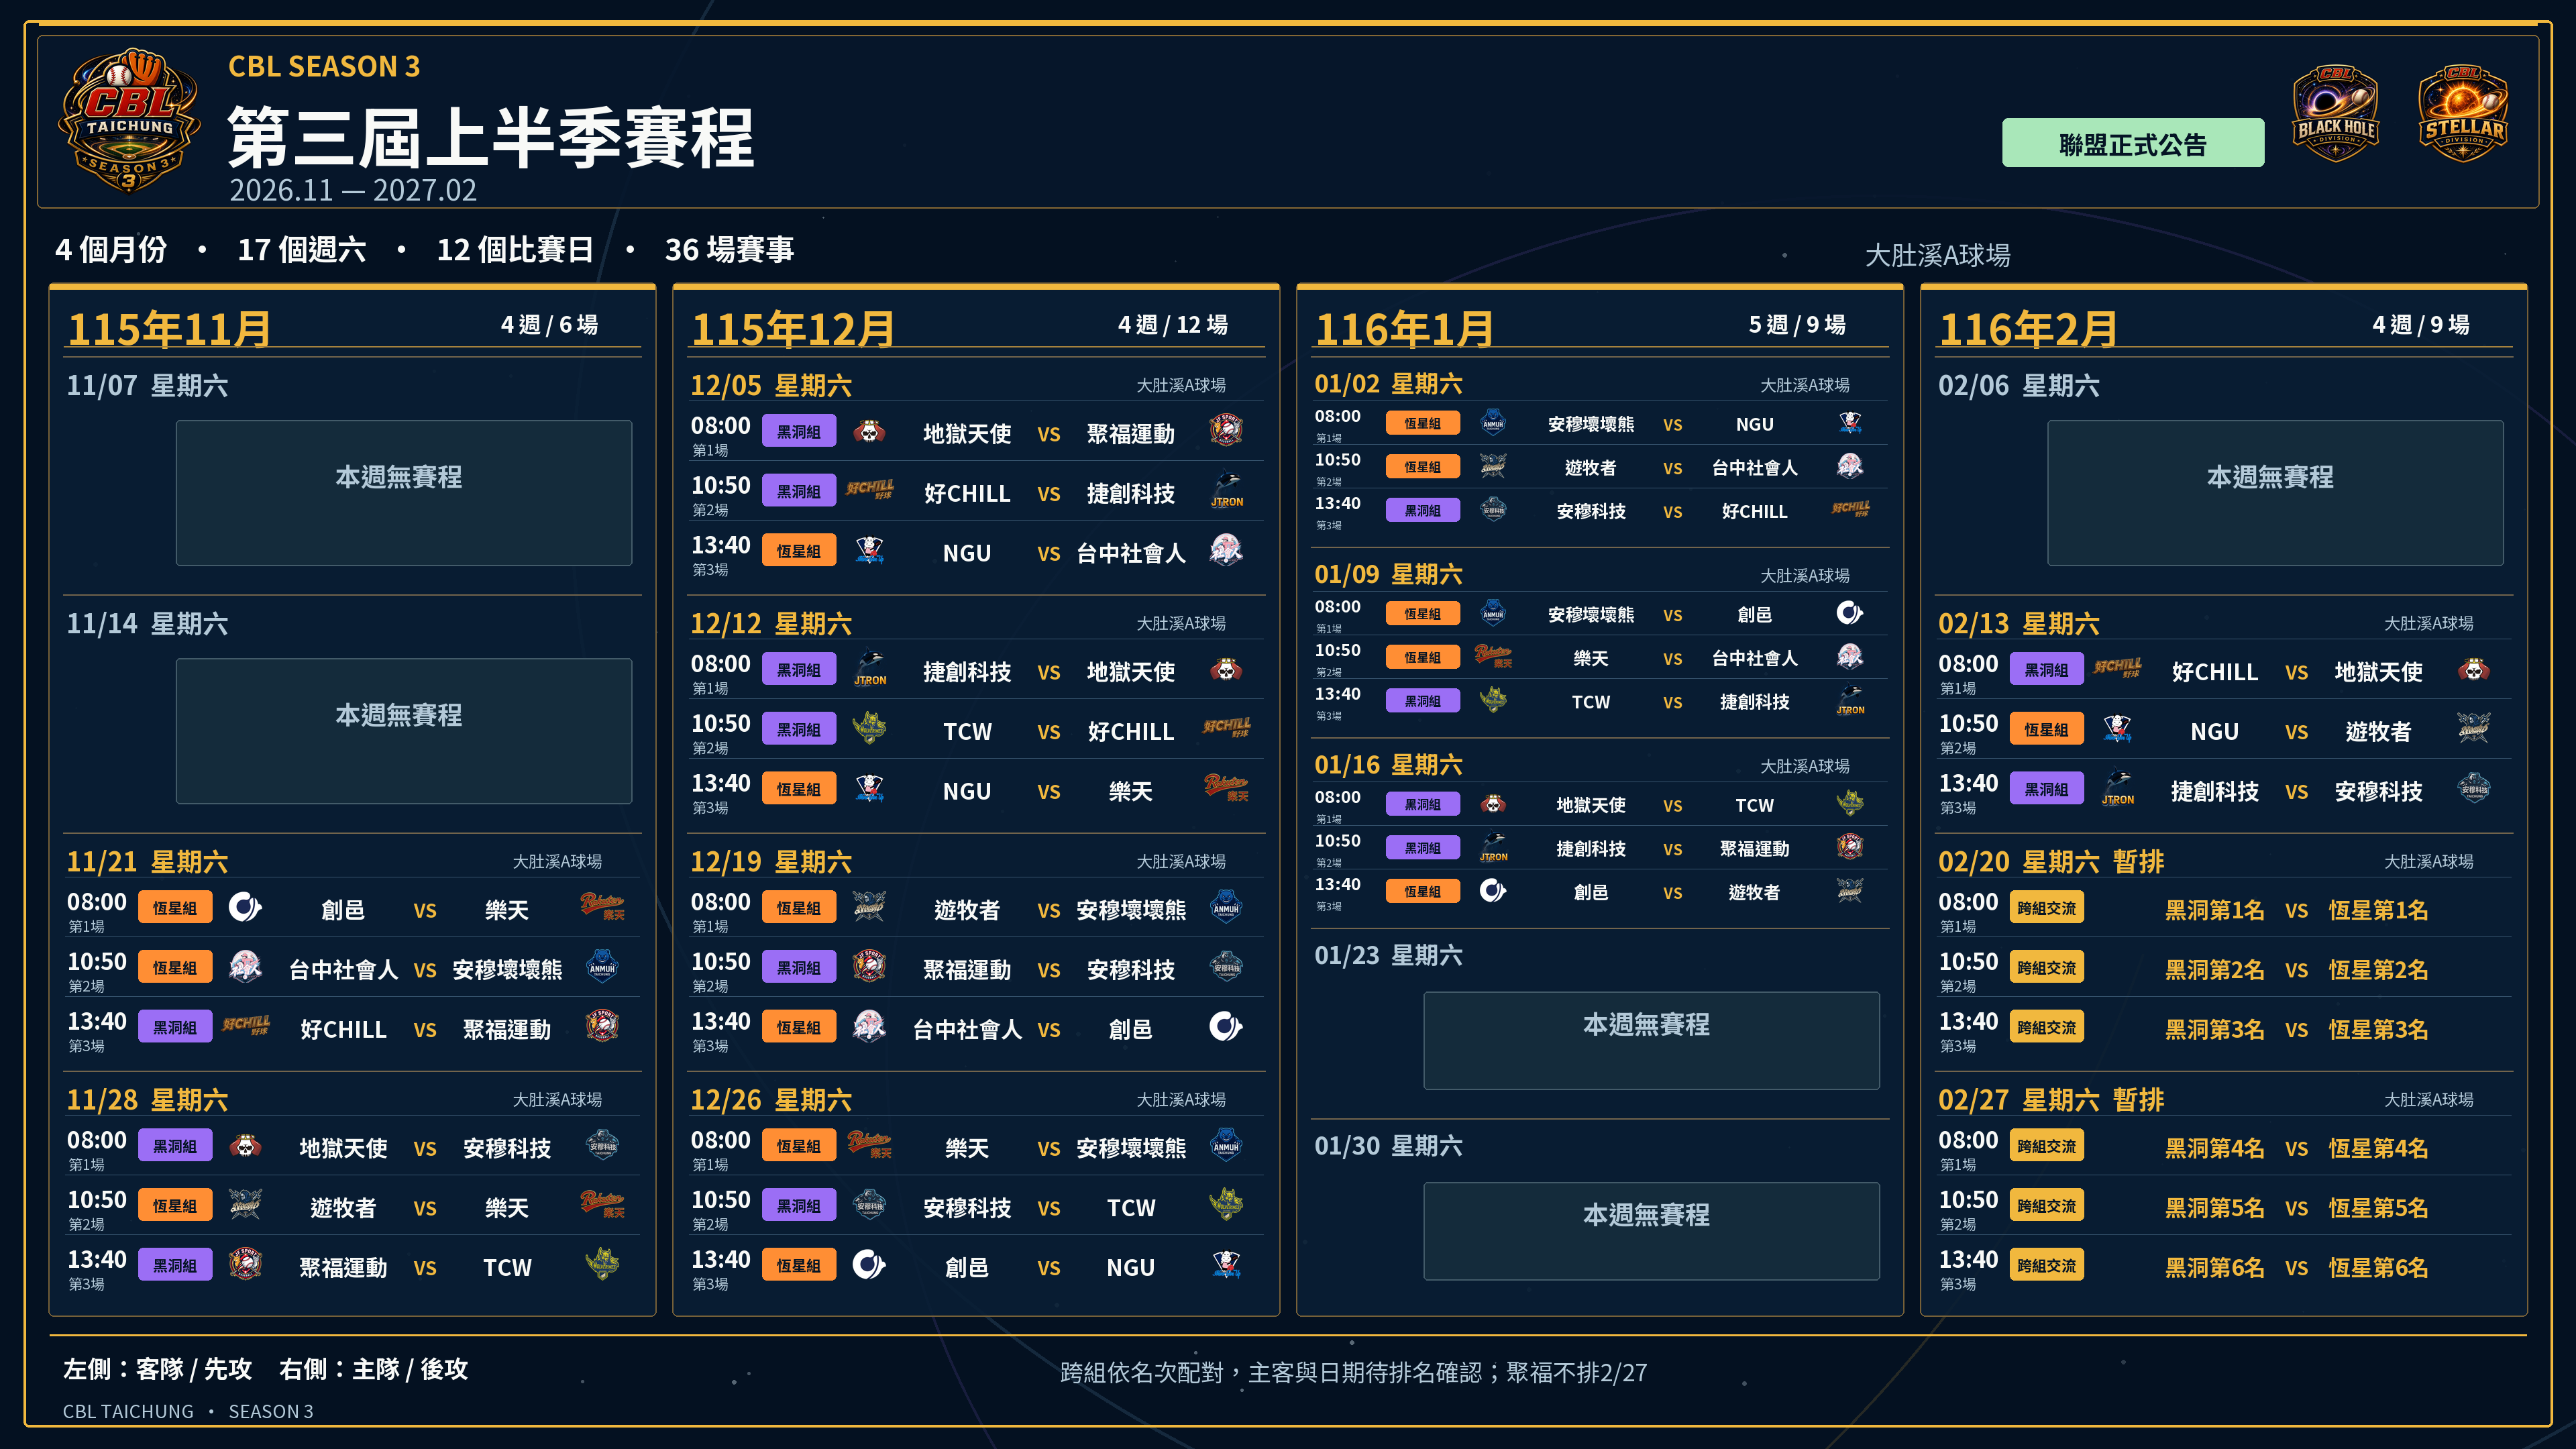 CBL
TAICHUNG
SEASON 3
3
CBL SEASON 3
第三屆上半季賽程
2026.11 — 2027.02
聯盟正式公告
CBL
BLACK HOLE
DIVISION
CBL
STELLAR
DIVISION
4 個月份 • 17 個週六 • 12 個比賽日 • 36 場賽事
大肚溪A球場
115年11月 4 週 / 6 場
11/07 星期六
本週無賽程
11/14 星期六
本週無賽程
11/21 星期六 大肚溪A球場
08:00 恆星組 創邑 VS 樂天
第1場
10:50 恆星組 台中社會人 VS 安穆壞壞熊
第2場
13:40 黑洞組 好CHILL VS 聚福運動
第3場
11/28 星期六 大肚溪A球場
08:00 黑洞組 地獄天使 VS 安穆科技
第1場
10:50 恆星組 遊牧者 VS 樂天
第2場
13:40 黑洞組 聚福運動 VS TCW
第3場
115年12月 4 週 / 12 場
12/05 星期六 大肚溪A球場
08:00 黑洞組 地獄天使 VS 聚福運動
第1場
10:50 黑洞組 好CHILL VS 捷創科技 JTRON
第2場
13:40 恆星組 NGU VS 台中社會人
第3場
12/12 星期六 大肚溪A球場
08:00 黑洞組 JTRON 捷創科技 VS 地獄天使
第1場
10:50 黑洞組 TCW VS 好CHILL
第2場
13:40 恆星組 NGU VS 樂天
第3場
12/19 星期六 大肚溪A球場
08:00 恆星組 遊牧者 VS 安穆壞壞熊
第1場
10:50 黑洞組 聚福運動 VS 安穆科技
第2場
13:40 恆星組 台中社會人 VS 創邑
第3場
12/26 星期六 大肚溪A球場
08:00 恆星組 樂天 VS 安穆壞壞熊
第1場
10:50 黑洞組 安穆科技 VS TCW
第2場
13:40 恆星組 創邑 VS NGU
第3場
116年1月 5 週 / 9 場
01/02 星期六 大肚溪A球場
08:00 恆星組 安穆壞壞熊 VS NGU
第1場
10:50 恆星組 遊牧者 VS 台中社會人
第2場
13:40 黑洞組 安穆科技 VS 好CHILL
第3場
01/09 星期六 大肚溪A球場
08:00 恆星組 安穆壞壞熊 VS 創邑
第1場
10:50 恆星組 樂天 VS 台中社會人
第2場
13:40 黑洞組 TCW VS 捷創科技 JTRON
第3場
01/16 星期六 大肚溪A球場
08:00 黑洞組 地獄天使 VS TCW
第1場
10:50 黑洞組 JTRON 捷創科技 VS 聚福運動
第2場
13:40 恆星組 創邑 VS 遊牧者
第3場
01/23 星期六
本週無賽程
01/30 星期六
本週無賽程
116年2月 4 週 / 9 場
02/06 星期六
本週無賽程
02/13 星期六 大肚溪A球場
08:00 黑洞組 好CHILL VS 地獄天使
第1場
10:50 恆星組 NGU VS 遊牧者
第2場
13:40 黑洞組 JTRON 捷創科技 VS 安穆科技
第3場
02/20 星期六 暫排 大肚溪A球場
08:00 跨組交流 黑洞第1名 VS 恆星第1名
第1場
10:50 跨組交流 黑洞第2名 VS 恆星第2名
第2場
13:40 跨組交流 黑洞第3名 VS 恆星第3名
第3場
02/27 星期六 暫排 大肚溪A球場
08:00 跨組交流 黑洞第4名 VS 恆星第4名
第1場
10:50 跨組交流 黑洞第5名 VS 恆星第5名
第2場
13:40 跨組交流 黑洞第6名 VS 恆星第6名
第3場
左側：客隊 / 先攻 右側：主隊 / 後攻
跨組依名次配對，主客與日期待排名確認；聚福不排2/27
CBL TAICHUNG • SEASON 3